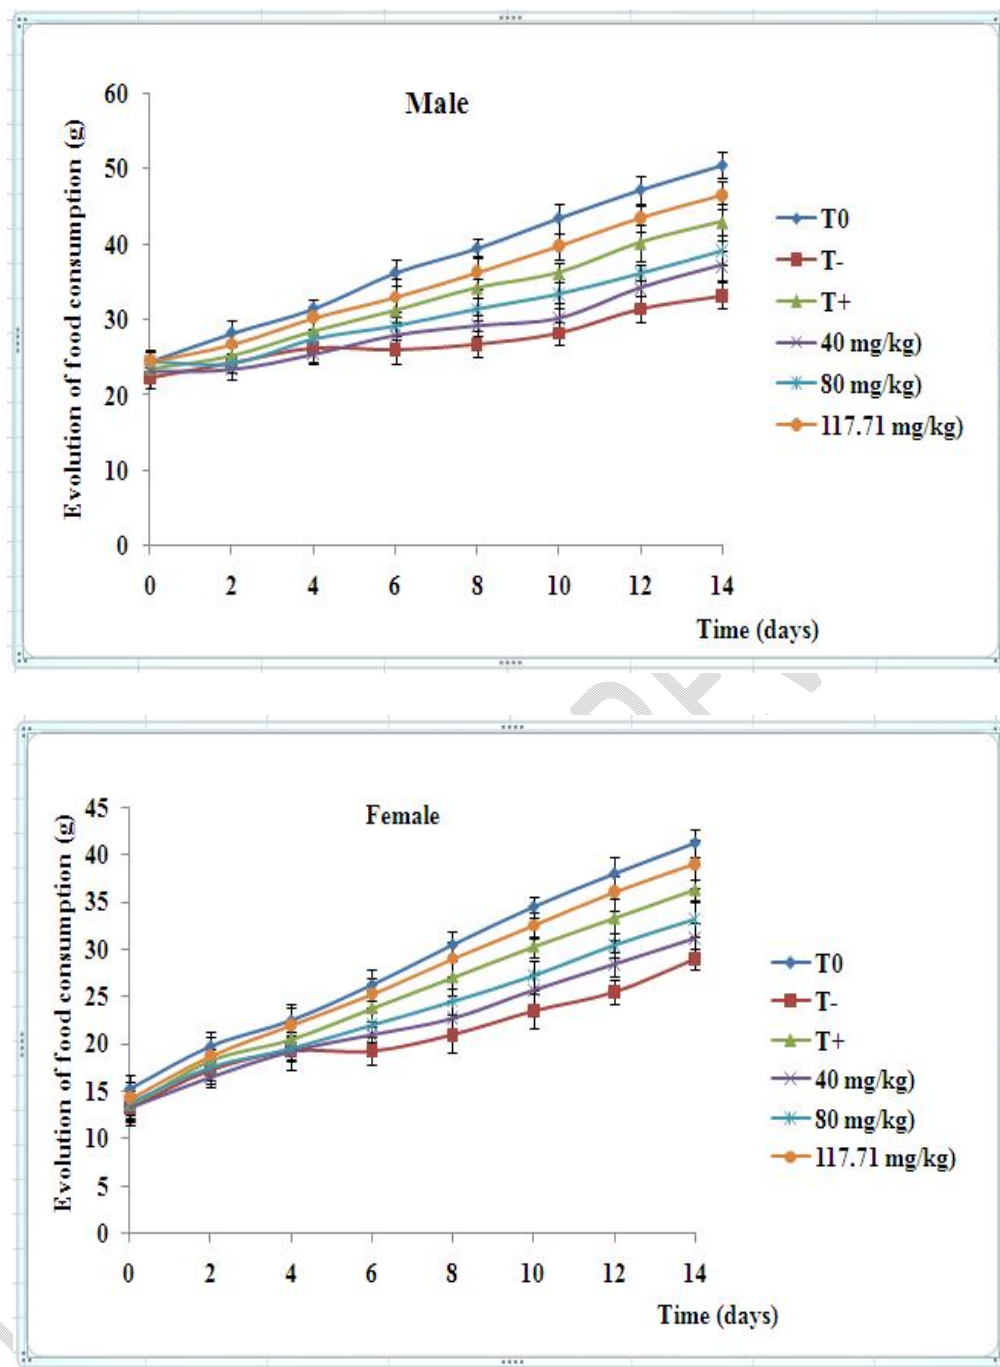 Male
Evolution of food consumption (g)
60
50
40
30
20
10
0
0 2 4 6 8 10 12 14
Time (days)
T0
T-
T+
40 mg/kg)
80 mg/kg)
117.71 mg/kg)
Female
Evolution of food consumption (g)
45
40
35
30
25
20
15
10
5
0
0 2 4 6 8 10 12 14
Time (days)
T0
T-
T+
40 mg/kg)
80 mg/kg)
117.71 mg/kg)